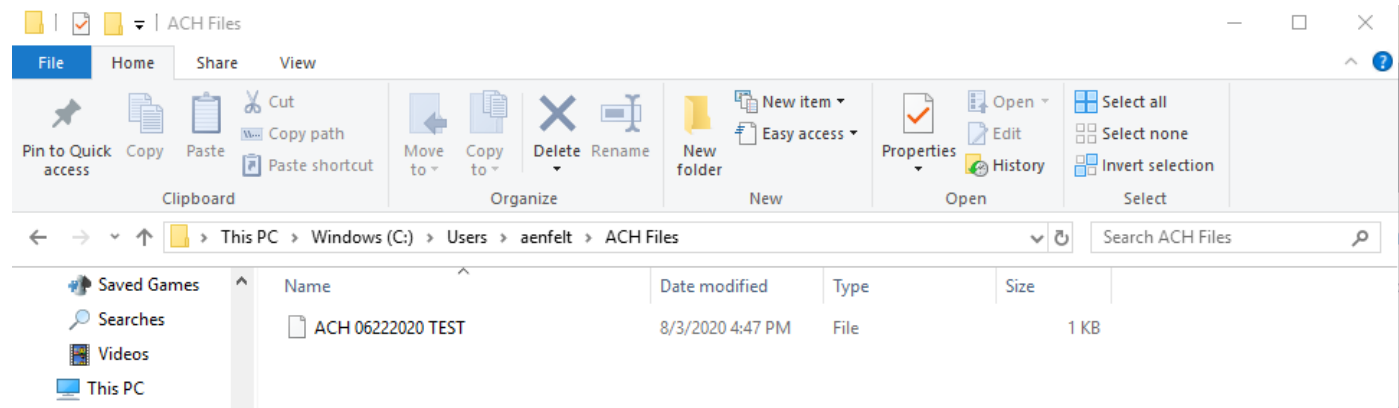 ACH Files
File Home Share View
Pin to Quick access
Copy
Paste
Cut
Copy path
Paste shortcut
Clipboard
Move to
Copy to
Delete
Rename
Organize
New folder
New item
Easy access
New
Properties
Open
Edit
History
Open
Select all
Select none
Invert selection
Select
This PC > Windows (C:) > Users > aenfelt > ACH Files
Search ACH Files
Saved Games
Searches
Videos
This PC
Name Date modified Type Size
ACH 06222020 TEST 8/3/2020 4:47 PM File 1 KB